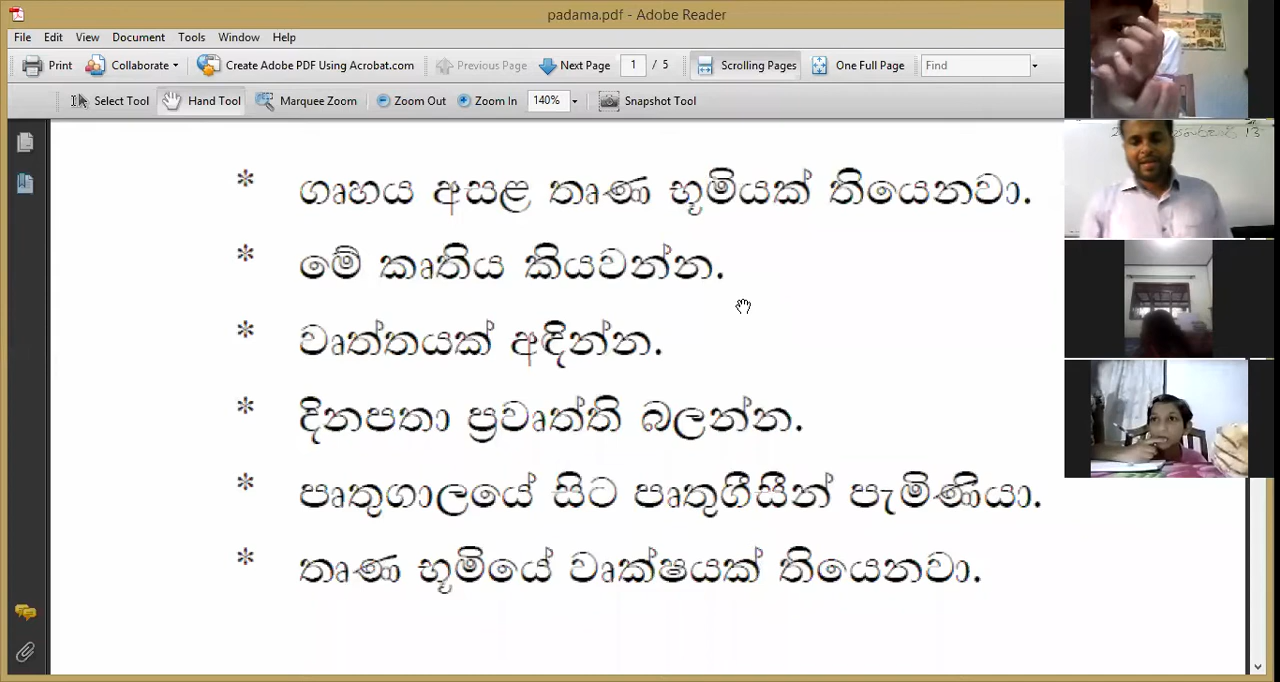 padama.pdf - Adobe Reader
File Edit View Document Tools Window Help
Print Collaborate Create Adobe PDF Using Acrobat.com Previous Page Next Page 1 / 5 Scrolling Pages One Full Page Find
Select Tool Hand Tool Marquee Zoom Zoom Out Zoom In 140% Snapshot Tool
* ගෘහය අසළ තෘණ භූමියක් තියෙනවා.
* මේ කෘතිය කියවන්න.
* වෘත්තයක් අඳින්න.
* දිනපතා ප්‍රවෘත්ති බලන්න.
* පෘතුගාලයේ සිට පෘතුගීසීන් පැමිණියා.
* තෘණ භූමියේ වෘක්ෂයක් තියෙනවා.